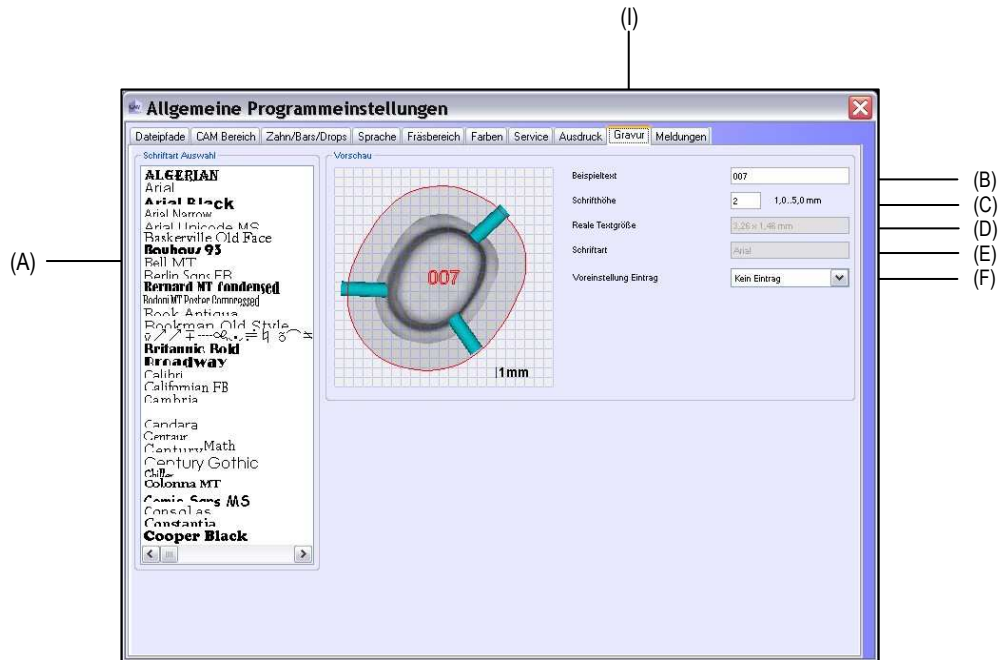 (I)
Allgemeine Programmeinstellungen
Dateipfade CAM Bereich Zahn/Bars/Drops Sprache Fräsbereich Farben Service Ausdruck Gravur Meldungen
Schriftart Auswahl
ALGERIAN
Arial
Arial Black
Arial Narrow
Arial Unicode MS
Baskerville Old Face
Bauhaus 93
Bell MT
Berlin Sans FB
Bernard MT Condensed
Bodoni MT Poster Compressed
Book Antiqua
Bookman Old Style
Britannic Bold
Broadway
Calibri
Californian FB
Cambria
Candara
Centaur
Century Math
Century Gothic
Chiller
Colonna MT
Comic Sans MS
Consolas
Constantia
Cooper Black
(A)
Vorschau
007
1mm
Beispieltext 007 (B)
Schrifthöhe 2 1,0..5,0 mm (C)
Reale Textgröße 3,26 x 1,46 mm (D)
Schriftart Arial (E)
Voreinstellung Eintrag Kein Eintrag (F)